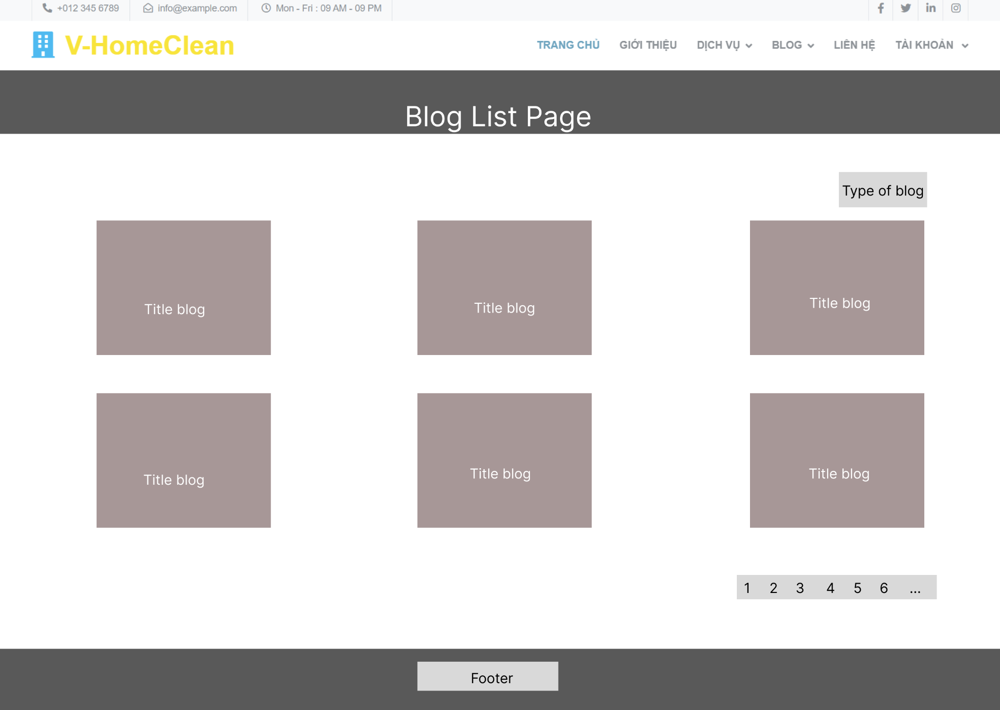 +012 345 6789 info@example.com Mon - Fri : 09 AM - 09 PM
V-HomeClean TRANG CHỦ GIỚI THIỆU DỊCH VỤ BLOG LIÊN HỆ TÀI KHOẢN
Blog List Page
Type of blog
Title blog Title blog Title blog
Title blog Title blog Title blog
1 2 3 4 5 6 ...
Footer